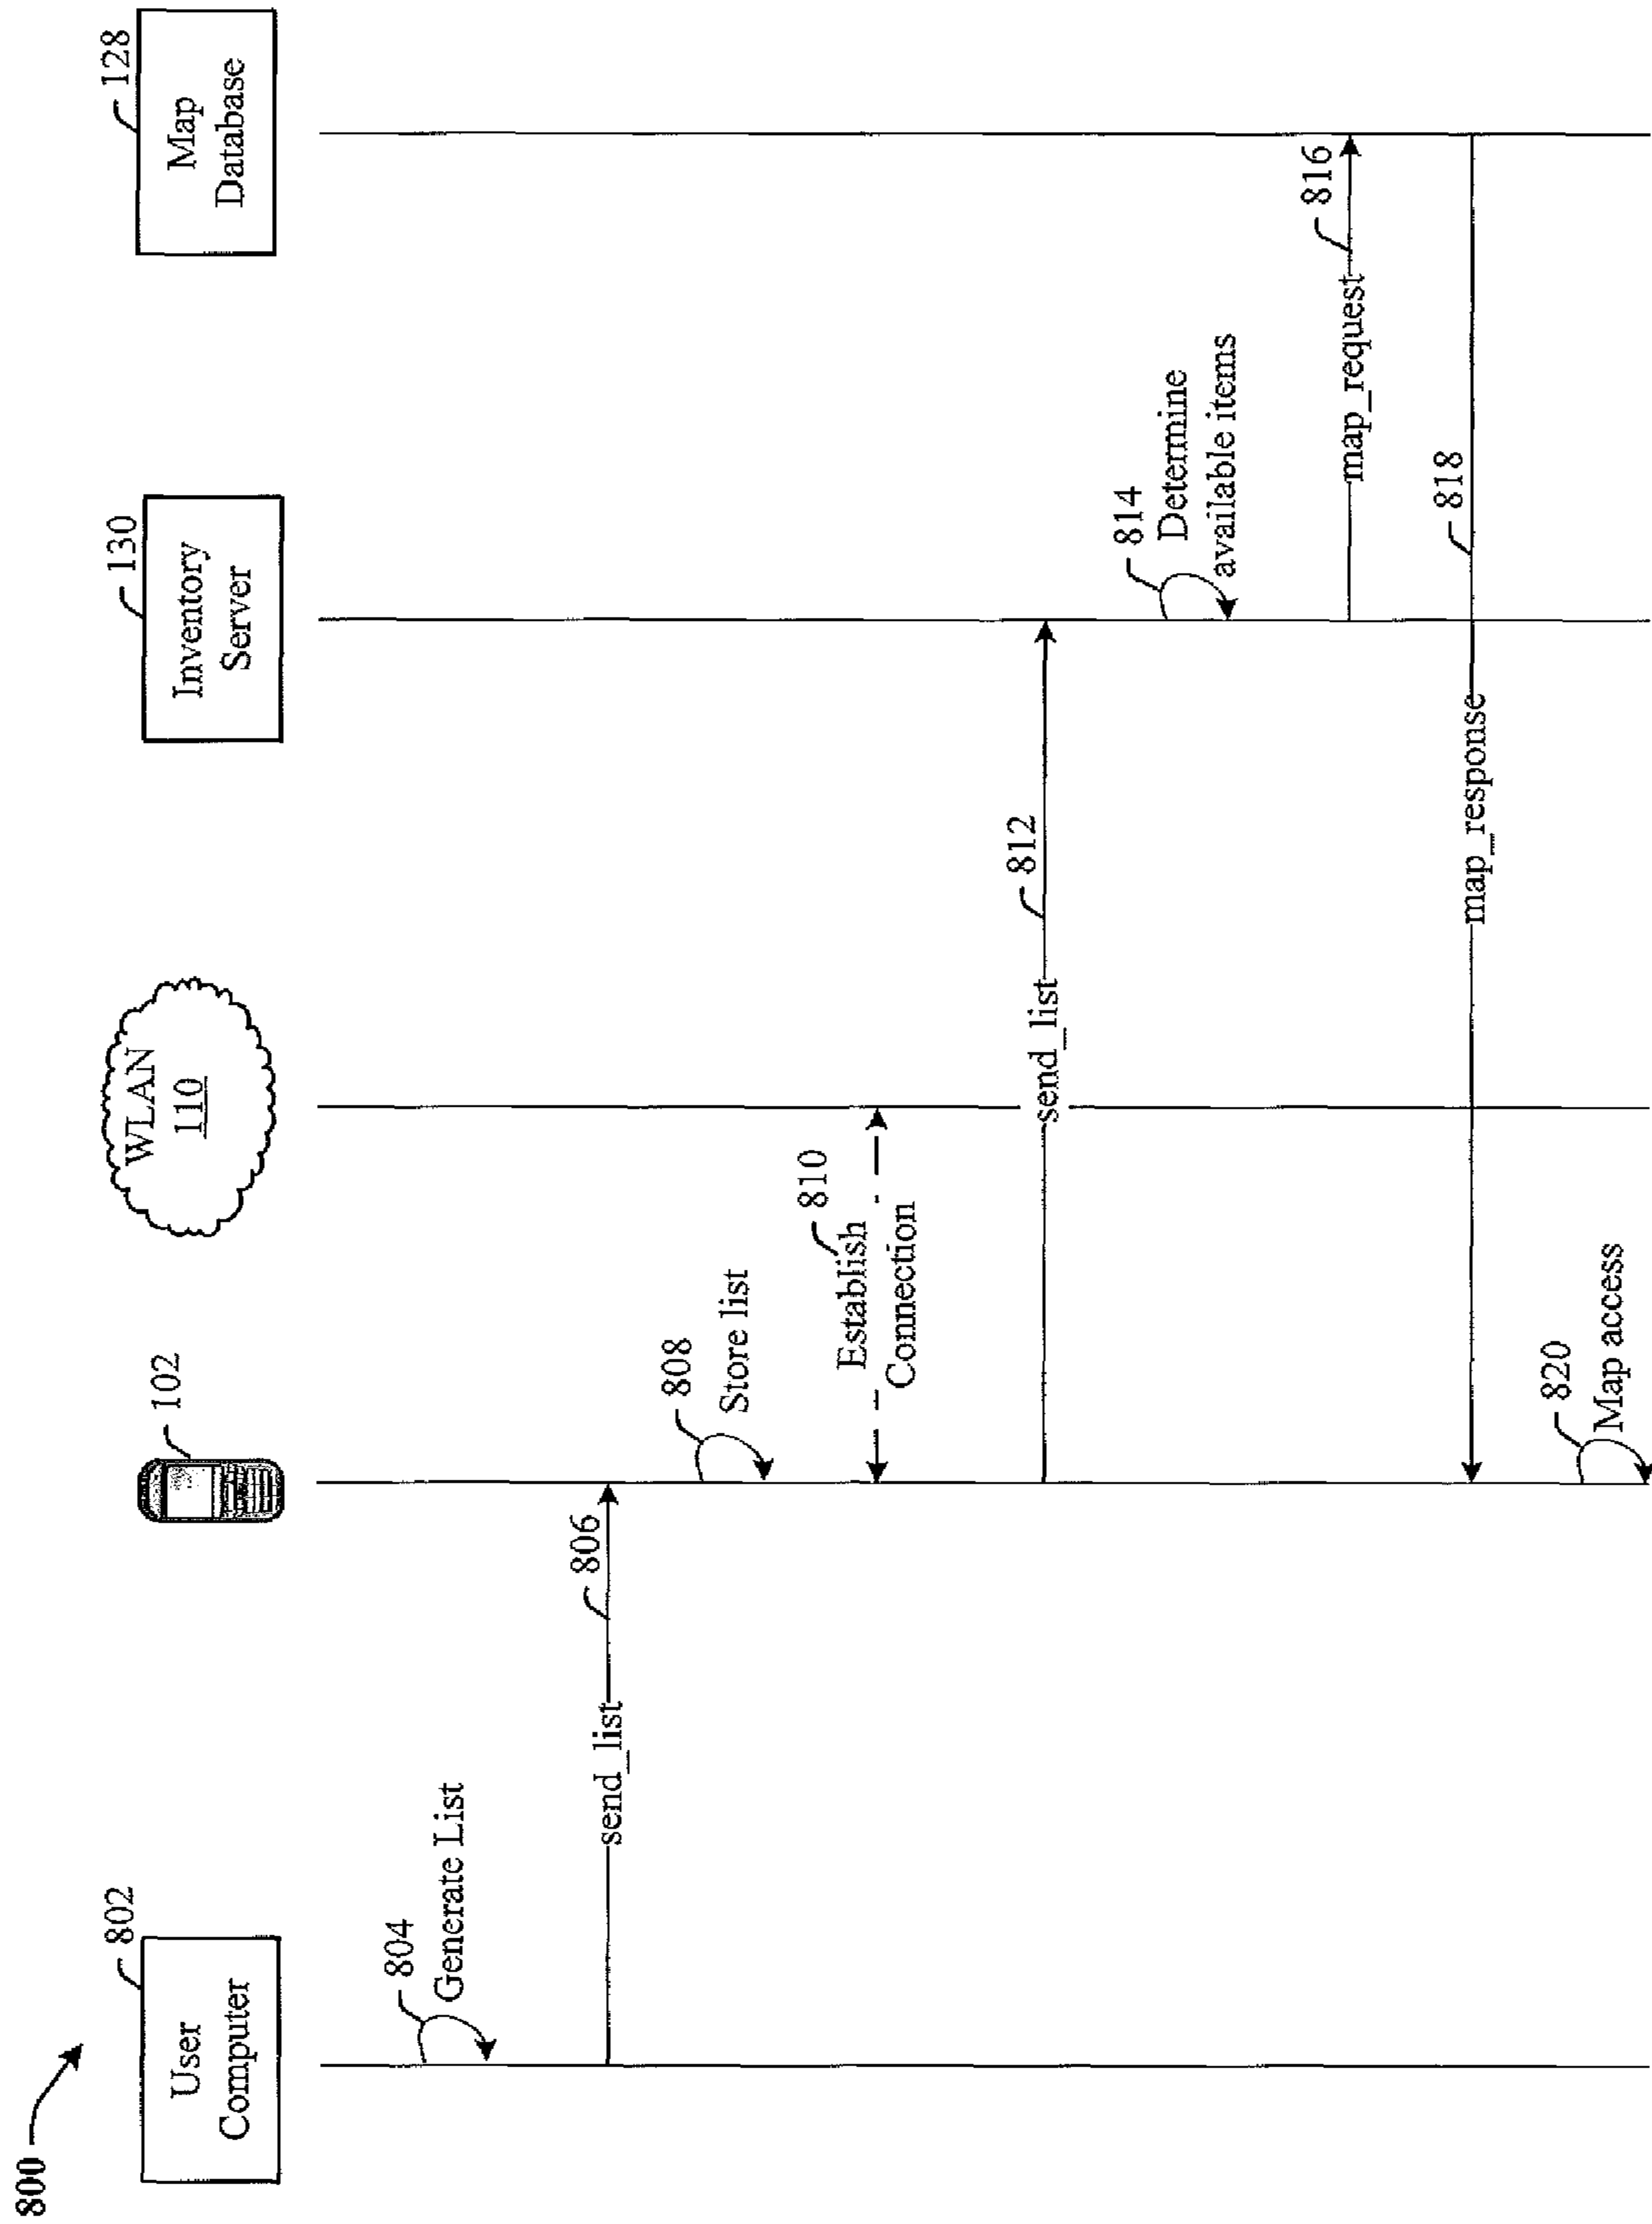 800
User
Computer
802
102
WLAN
110
Inventory
Server
130
Map
Database
128
804
Generate List
send_list
806
808
Store list
810
Establish
Connection
send_list
812
814
Determine
available items
map_request
816
map_response
818
820
Map access